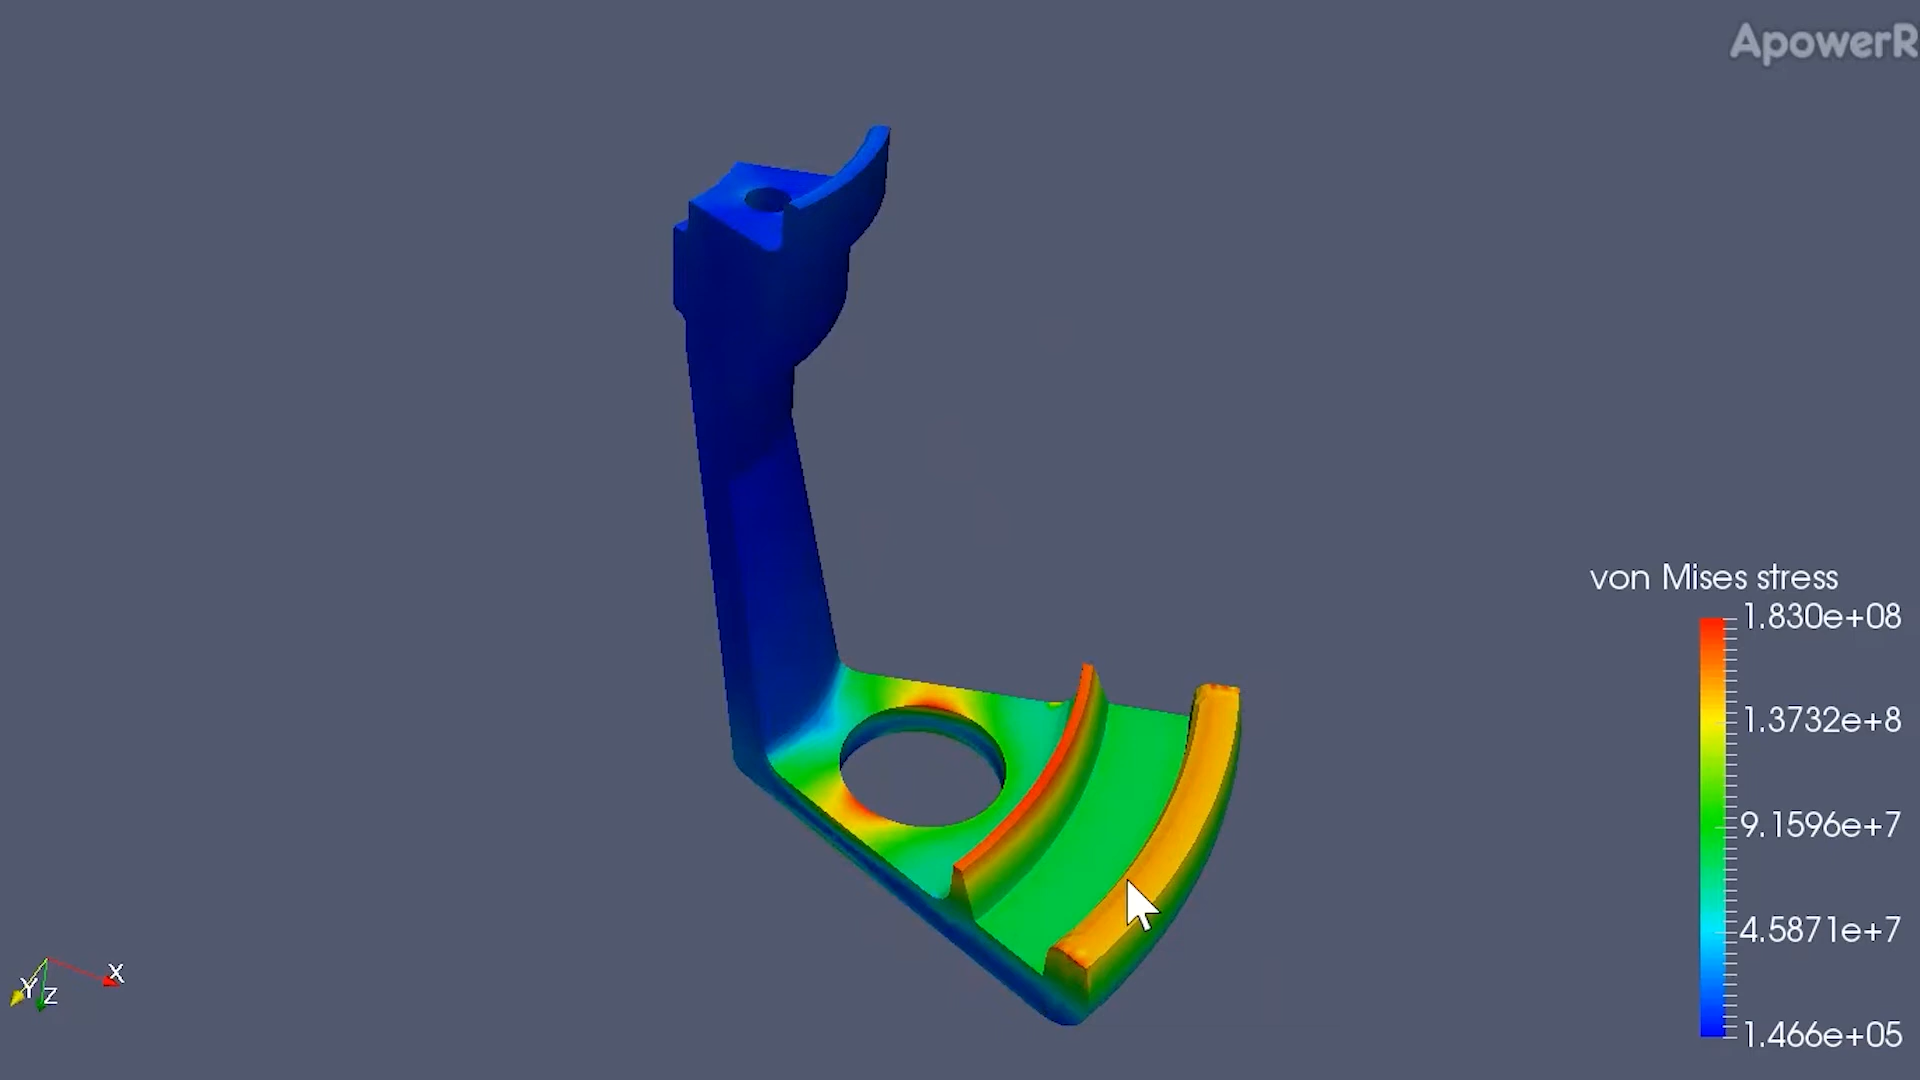 ApowerR
von Mises stress
1.830e+08
1.3732e+8
9.1596e+7
4.5871e+7
1.466e+05
X
Y
Z